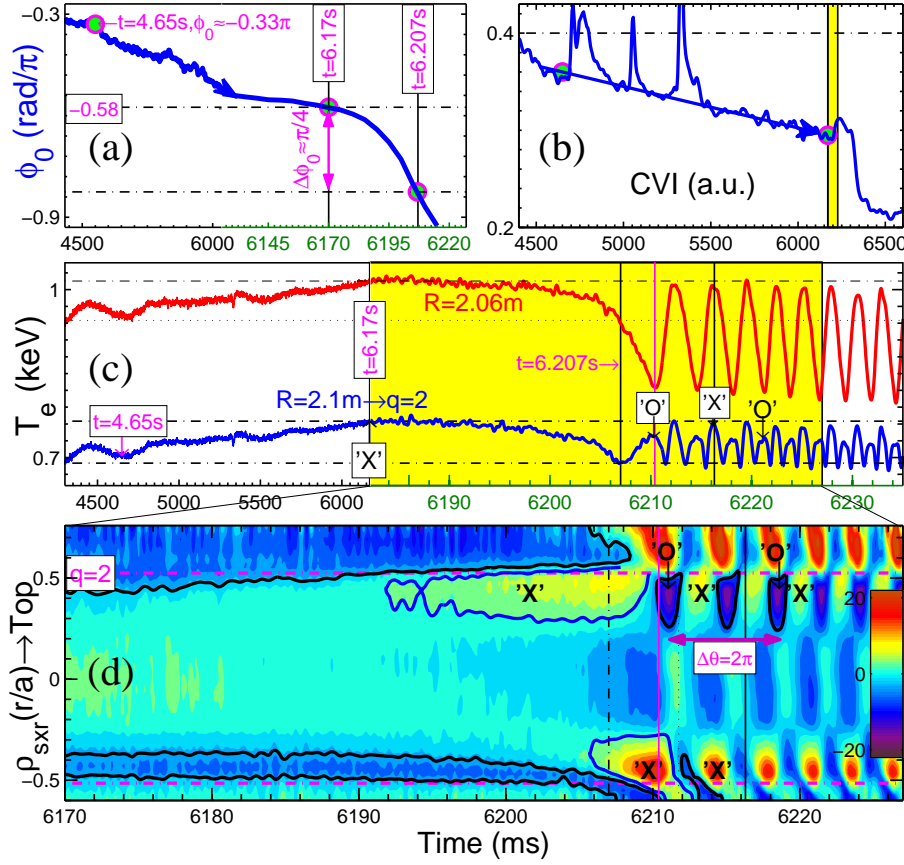 −0.3
−0.58
−0.9
ϕ0 (rad/π)
t=4.65s,ϕ0≈−0.33π
t=6.17s
t=6.207s
Δϕ0≈π/4
(a)
4500 6000 6145 6170 6195 6220
0.4
0.2
(b)
CVI (a.u.)
4500 5000 5500 6000 6500
Te (keV)
1
0.7
R=2.06m
t=6.17s
t=6.207s→
(c)
R=2.1m→q=2
t=4.65s
'X'
'O'
'X'
'O'
4500 5000 5500 6000 6190 6200 6210 6220 6230
ρsxr(r/a)→Top
q=2
0.5
0
−0.5
'O' 'O'
'X' 'X' 'X'
Δθ=2π
(d)
'X' 'X'
20
0
−20
6170 6180 6190 6200 6210 6220
Time (ms)